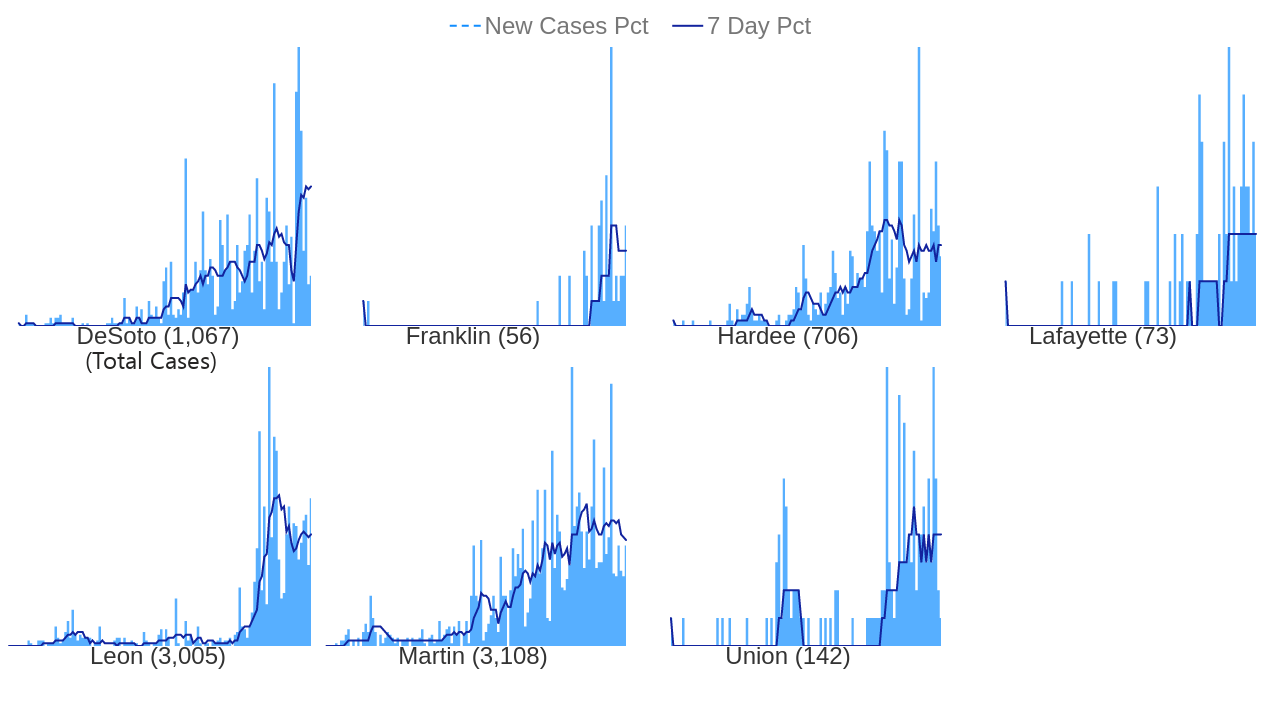 New Cases Pct 7 Day Pct
DeSoto (1,067)
(Total Cases)
Franklin (56)
Hardee (706)
Lafayette (73)
Leon (3,005)
Martin (3,108)
Union (142)